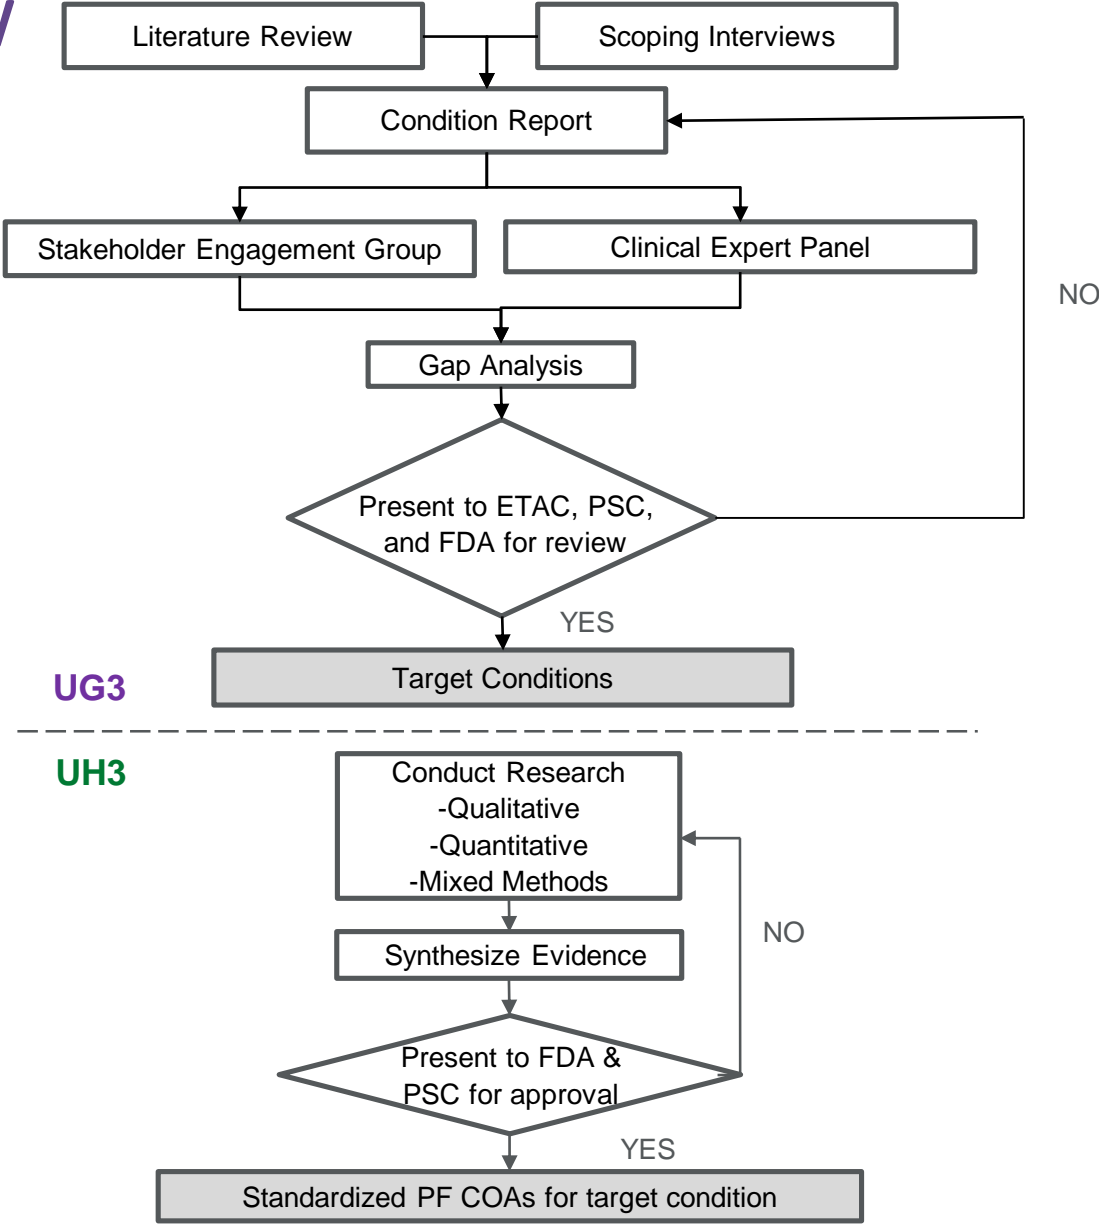 Literature Review
Scoping Interviews
Condition Report
Stakeholder Engagement Group
Clinical Expert Panel
NO
Gap Analysis
Present to ETAC, PSC,
and FDA for review
YES
Target Conditions
UG3
UH3
Conduct Research
-Qualitative
-Quantitative
-Mixed Methods
NO
Synthesize Evidence
Present to FDA &
PSC for approval
YES
Standardized PF COAs for target condition